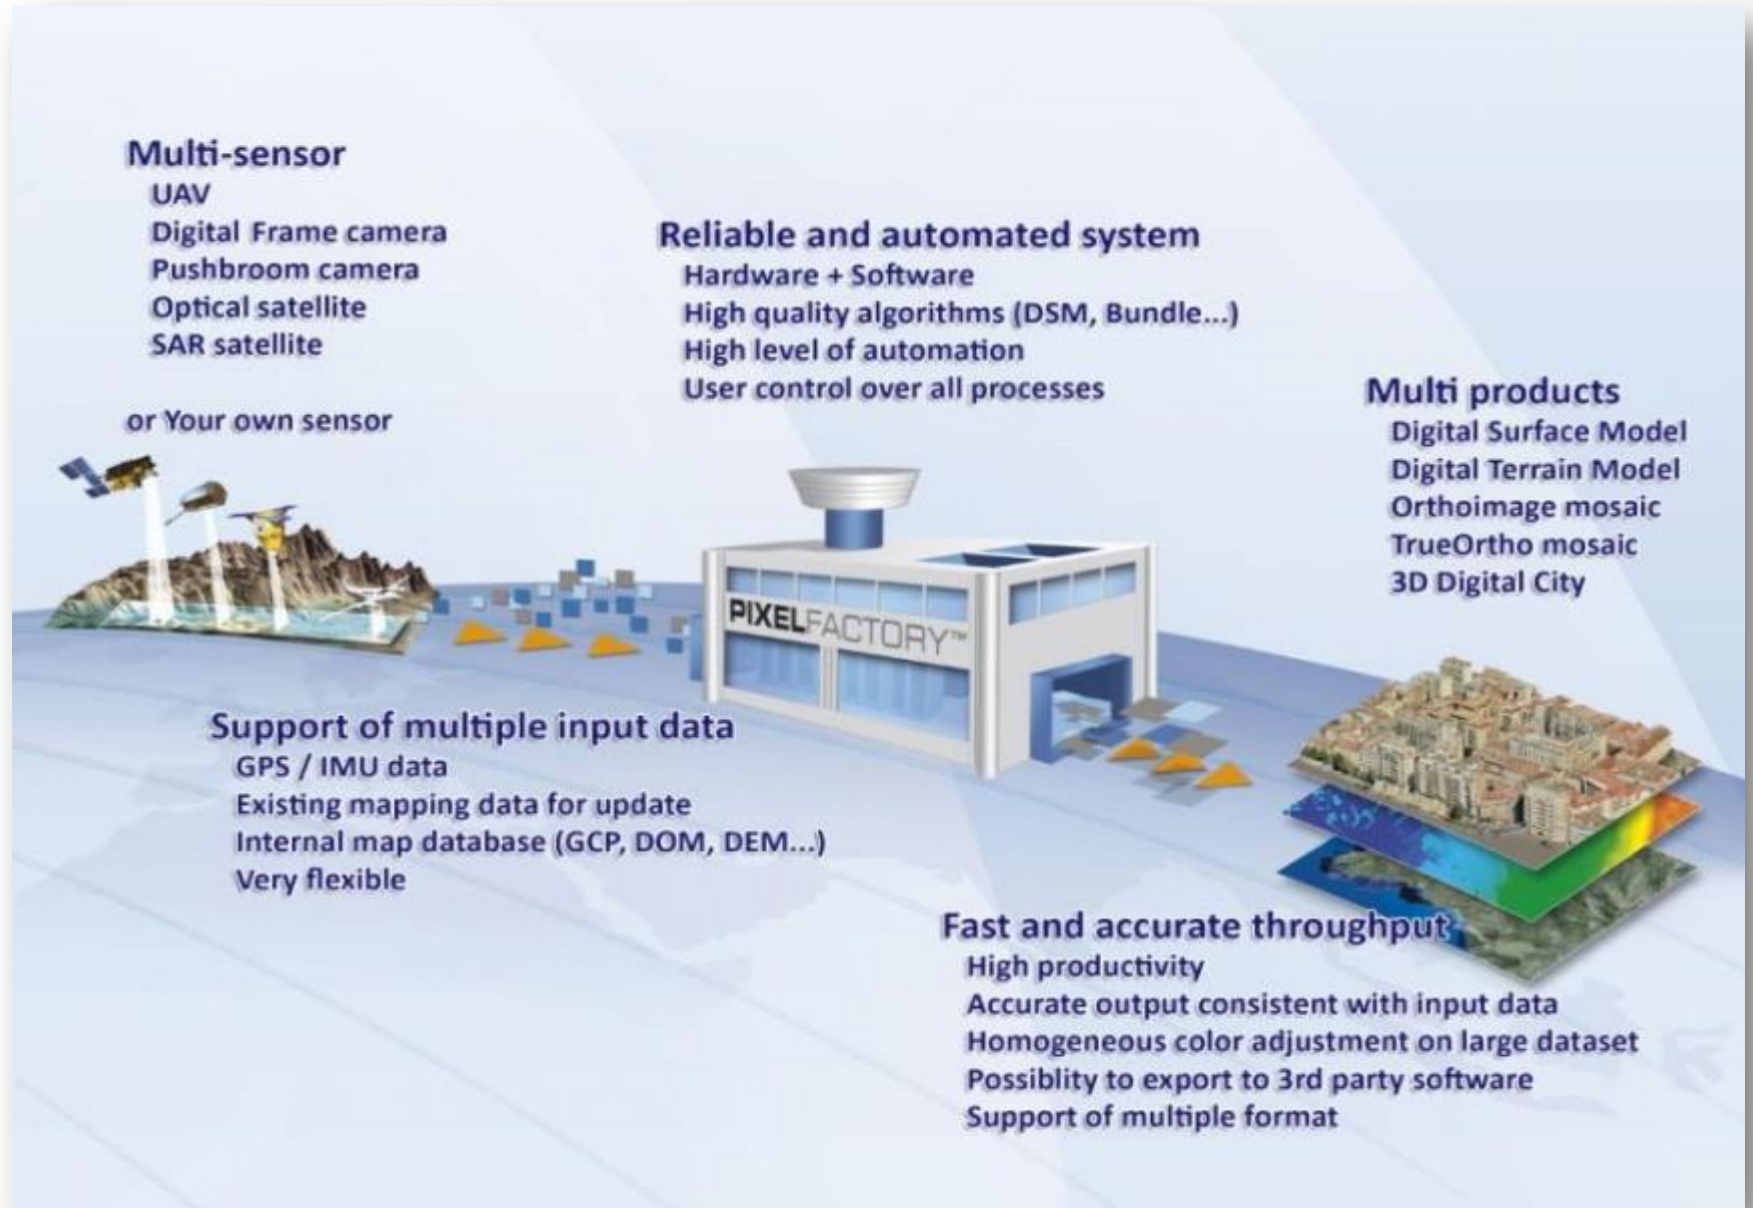 Multi-sensor
UAV
Digital Frame camera
Pushbroom camera
Optical satellite
SAR satellite
or Your own sensor
Reliable and automated system
Hardware + Software
High quality algorithms (DSM, Bundle...)
High level of automation
User control over all processes
Multi products
Digital Surface Model
Digital Terrain Model
Orthoimage mosaic
TrueOrtho mosaic
3D Digital City
PIXELFACTORY™
Support of multiple input data
GPS / IMU data
Existing mapping data for update
Internal map database (GCP, DOM, DEM...)
Very flexible
Fast and accurate throughput
High productivity
Accurate output consistent with input data
Homogeneous color adjustment on large dataset
Possiblity to export to 3rd party software
Support of multiple format